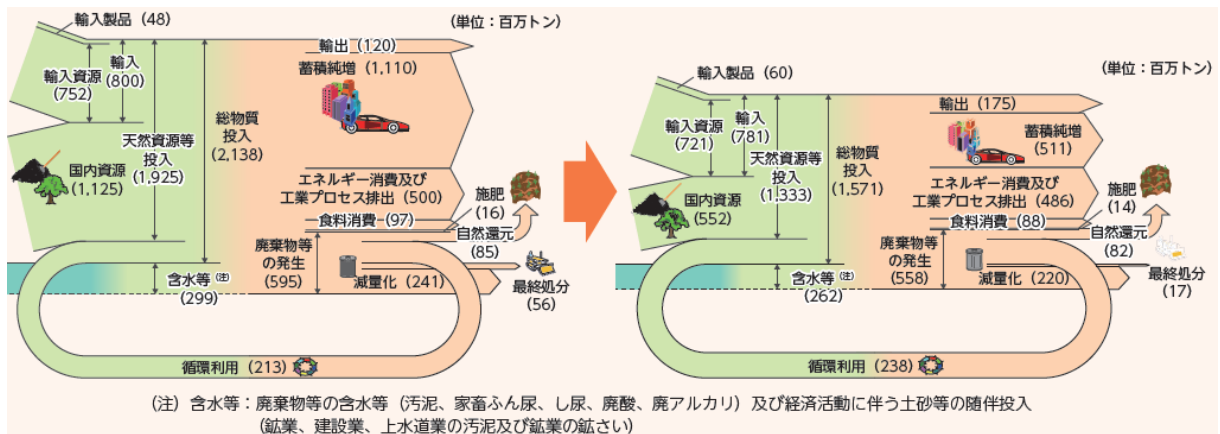 輸入製品（48）
（単位：百万トン）
輸出（120）
輸入
(800)
蓄積純増（1,110）
輸入資源
(752)
総物質
投入
(2,138)
天然資源等
投入
(1,925)
国内資源
(1,125)
エネルギー消費及び
工業プロセス排出（500）
施肥
(16)
食料消費（97）
自然還元
(85)
廃棄物等
の発生
(595)
含水等（注）
(299)
減量化（241）
最終処分
(56)
循環利用（213）
（単位：百万トン）
輸入製品（60）
輸出（175）
輸入
(781)
輸入資源
(721)
蓄積純増
(511)
総物質
投入
(1,571)
天然資源等
投入
(1,333)
国内資源
(552)
エネルギー消費及び
工業プロセス排出（486）
施肥
(14)
食料消費（88）
自然還元
(82)
廃棄物等
の発生
(558)
含水等（注）
(262)
減量化（220）
最終処分
(17)
循環利用（238）
（注）含水等：廃棄物等の含水等（汚泥、家畜ふん尿、し尿、廃酸、廃アルカリ）及び経済活動に伴う土砂等の随伴投入
（鉱業、建設業、上水道業の汚泥及び鉱業の鉱さい）